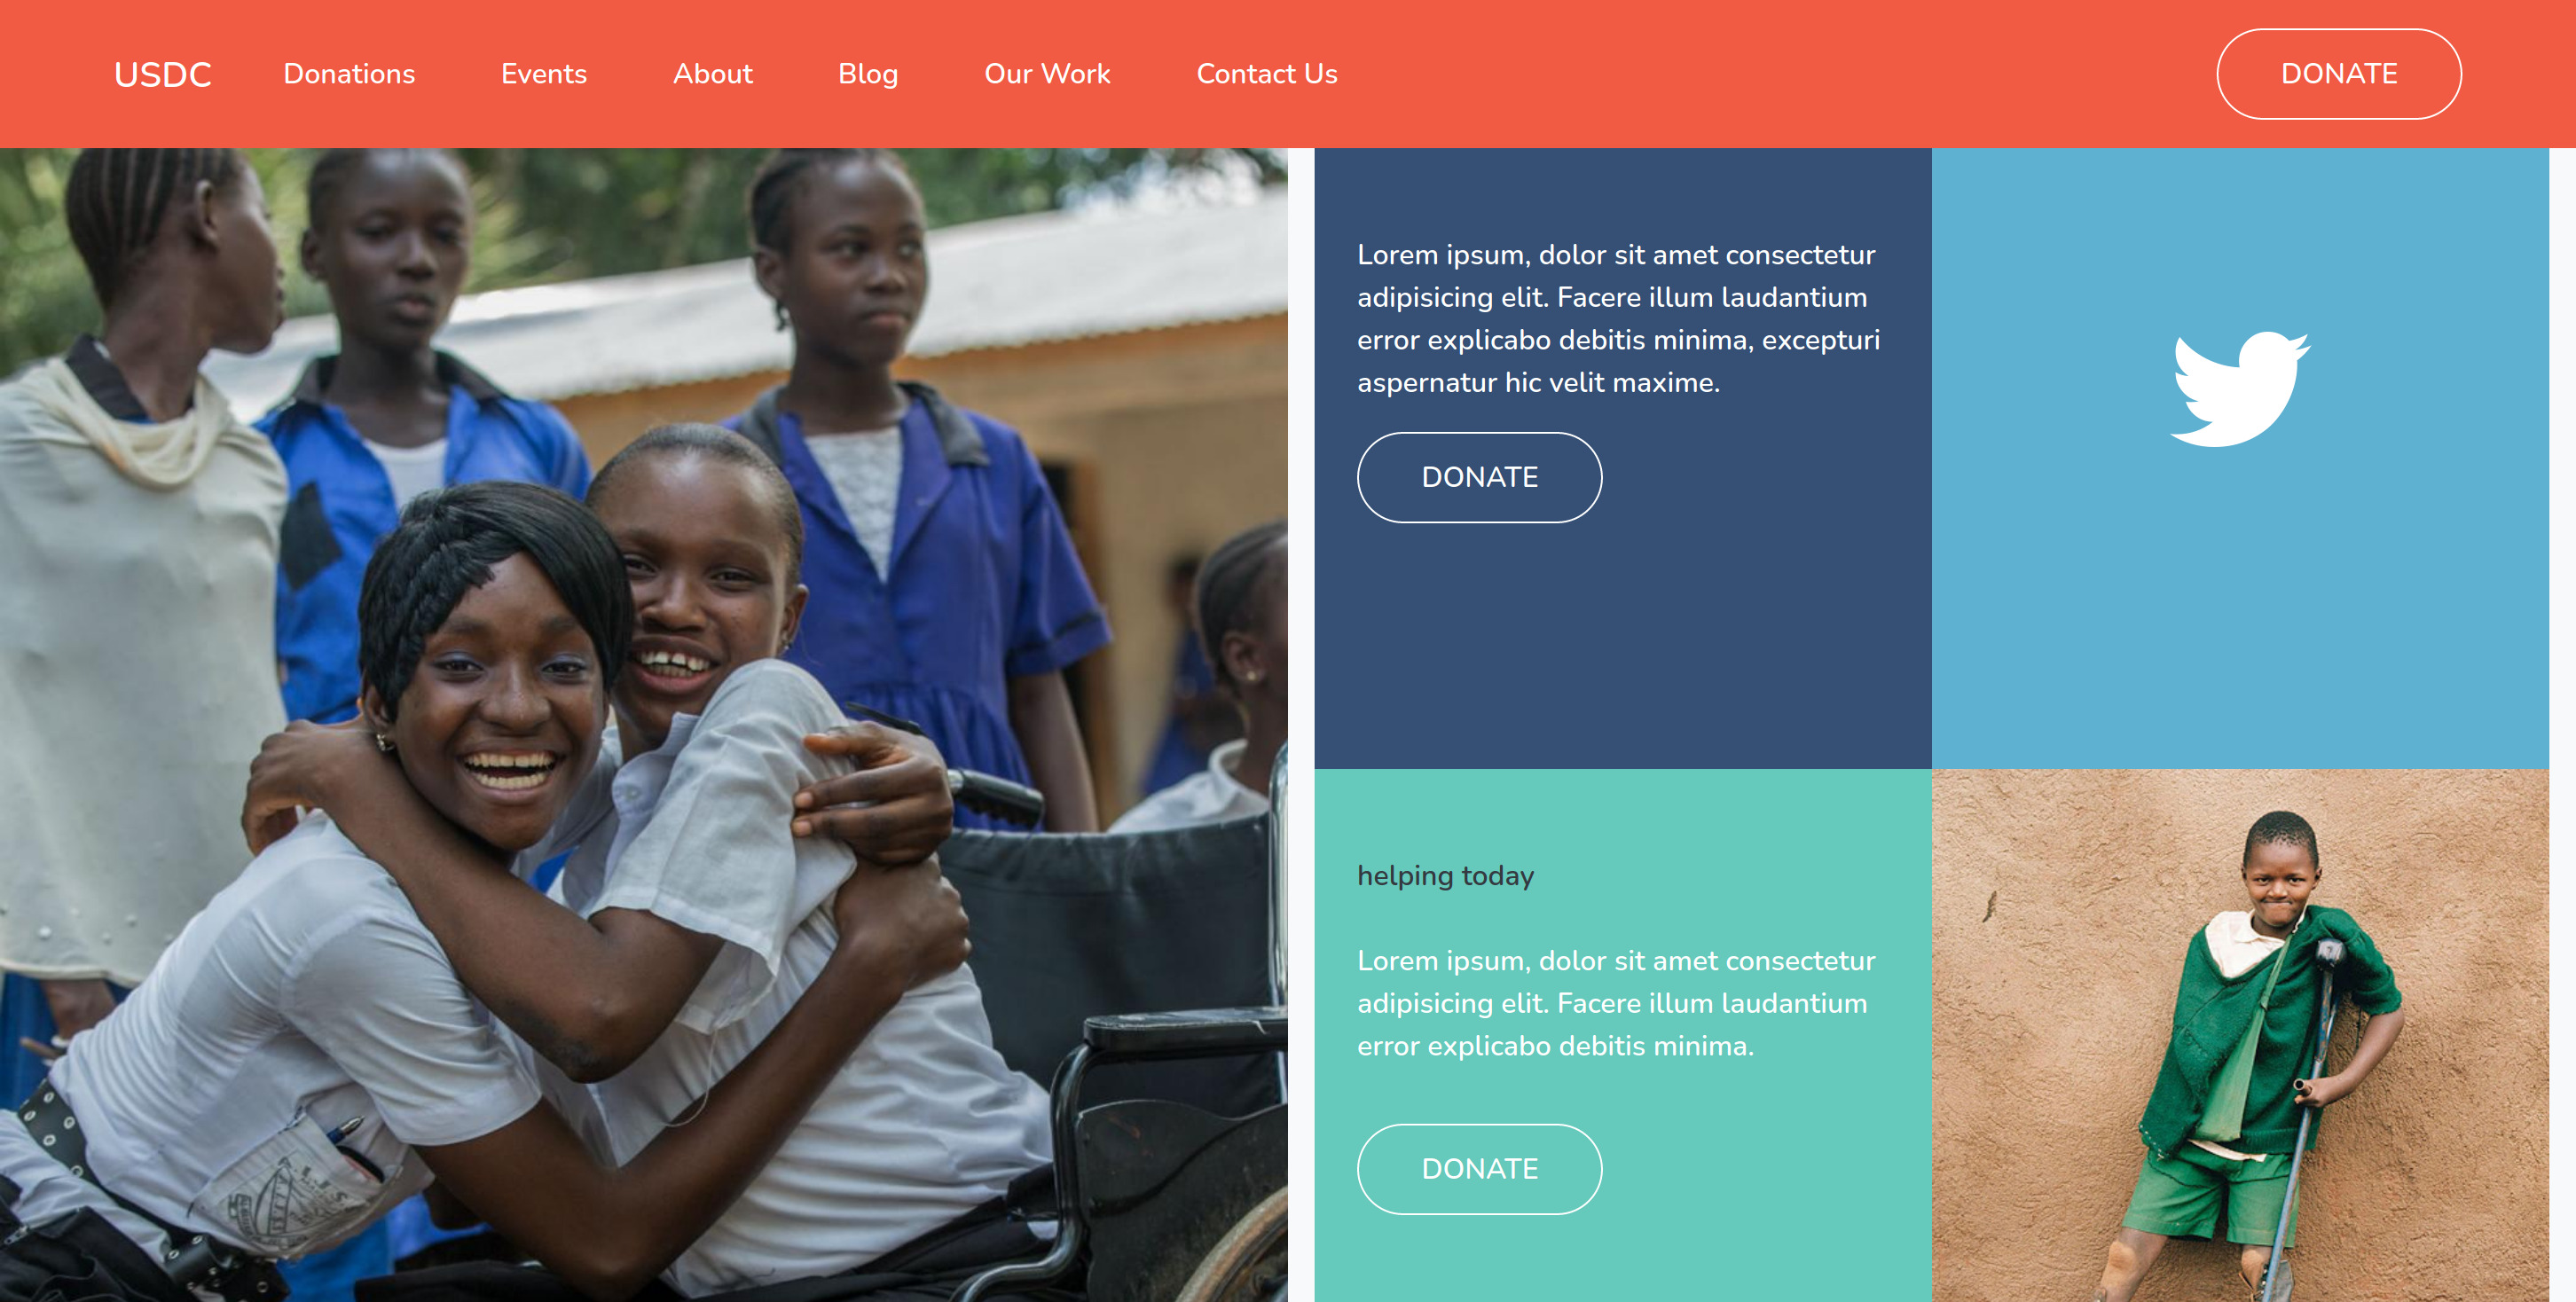 USDC Donations Events About Blog Our Work Contact Us DONATE
Lorem ipsum, dolor sit amet consectetur
adipisicing elit. Facere illum laudantium
error explicabo debitis minima, excepturi
aspernatur hic velit maxime.
DONATE
helping today
Lorem ipsum, dolor sit amet consectetur
adipisicing elit. Facere illum laudantium
error explicabo debitis minima.
DONATE